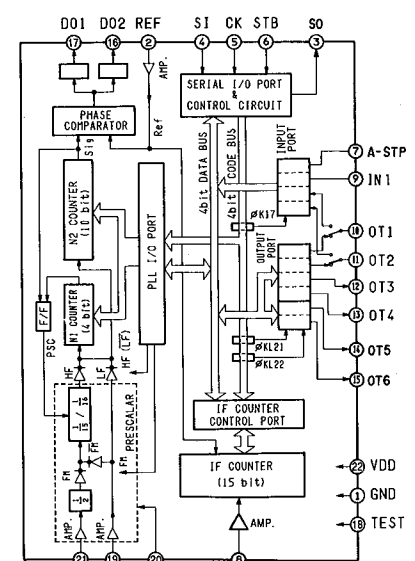 DO1 DO2 REF SI CK STB SO
17 16 2 4 5 6 3
AMP.
SERIAL I/O PORT
&
CONTROL CIRCUIT
PHASE
COMPARATOR
Ref
Sig
4bit DATA BUS
4bit CODE BUS
INPUT
PORT
7 A-STP
9 IN1
øK17
N2 COUNTER
(10 bit)
PLL I/O PORT
OUTPUT
PORT
10 OT1
11 OT2
12 OT3
13 OT4
14 OT5
15 OT6
F/F
N1 COUNTER
(4 bit)
PSC
HF (LF)
øKL21
øKL22
HF
LF
1/15 / 1/16
PRESCALAR
FM
FM
FM
1/2
AMP.
AMP.
IF COUNTER
CONTROL PORT
IF COUNTER
(15 bit)
AMP.
22 VDD
1 GND
18 TEST
21 19 20 8